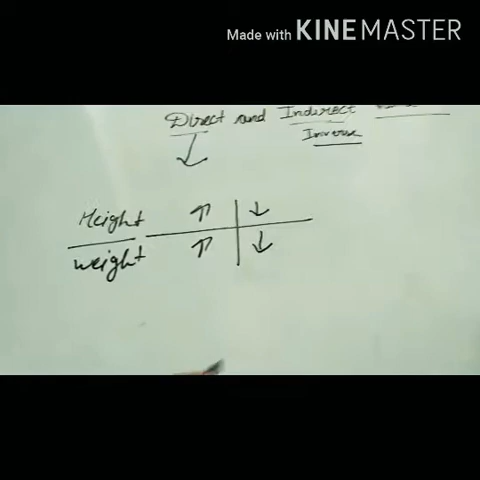 Made with KINEMASTER
Direct and Indirect
Inverse
Height ↑ ↓
weight ↑ ↓